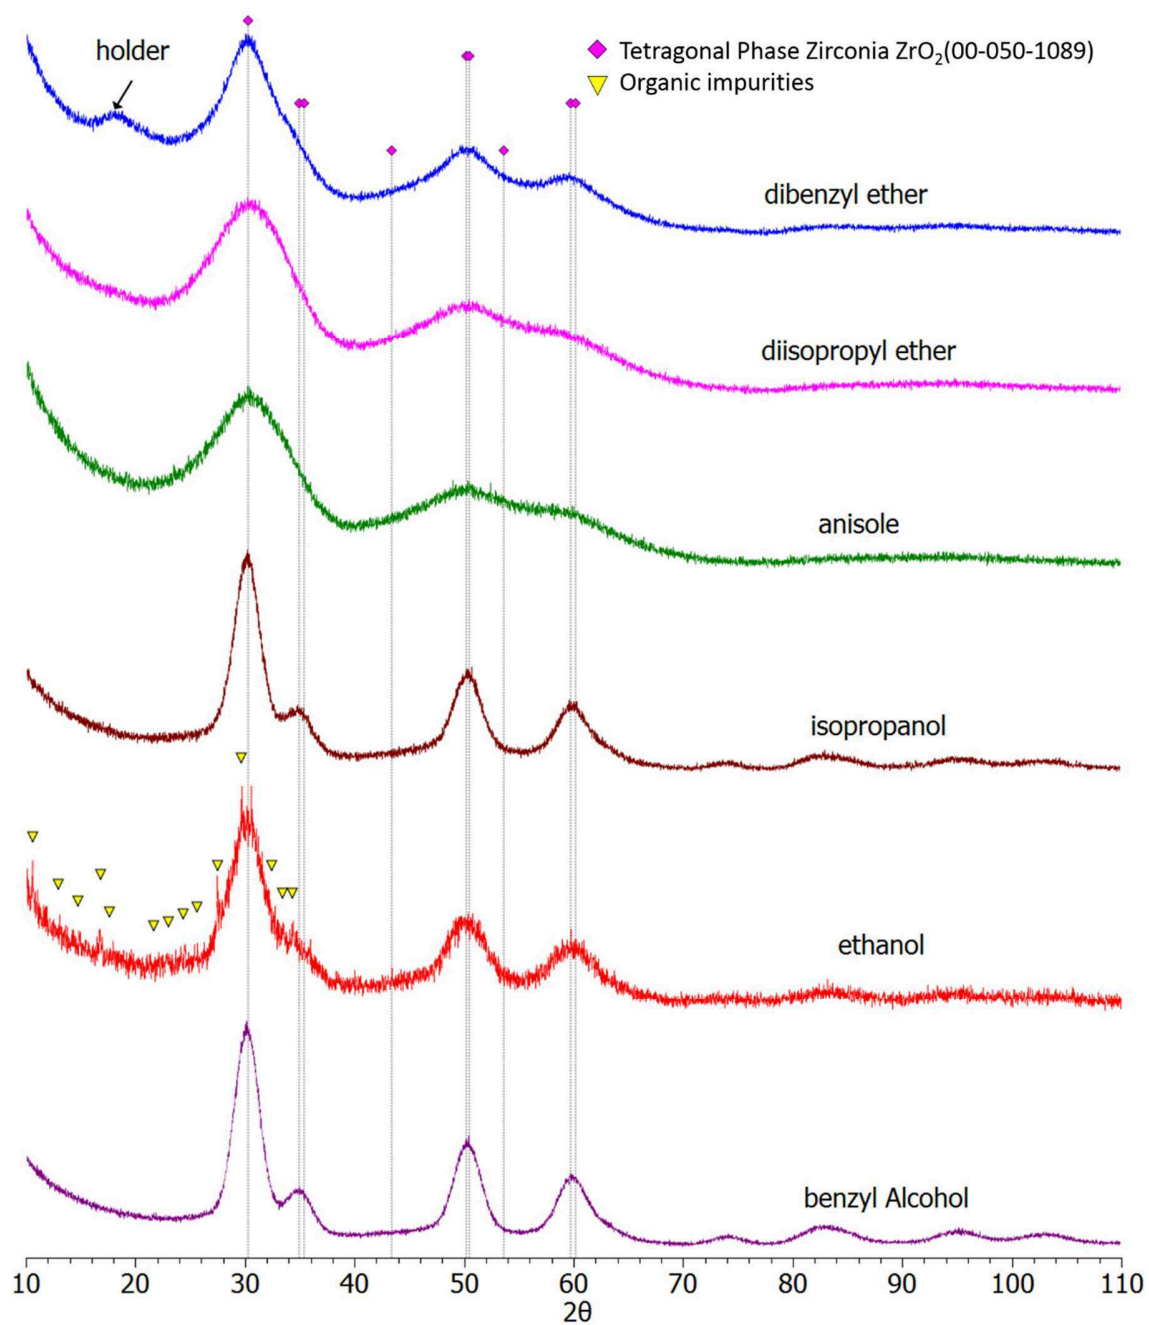 holder
Tetragonal Phase Zirconia ZrO₂(00-050-1089)
Organic impurities
dibenzyl ether
diisopropyl ether
anisole
isopropanol
ethanol
benzyl Alcohol
10 20 30 40 50 60 70 80 90 100 110
2θ